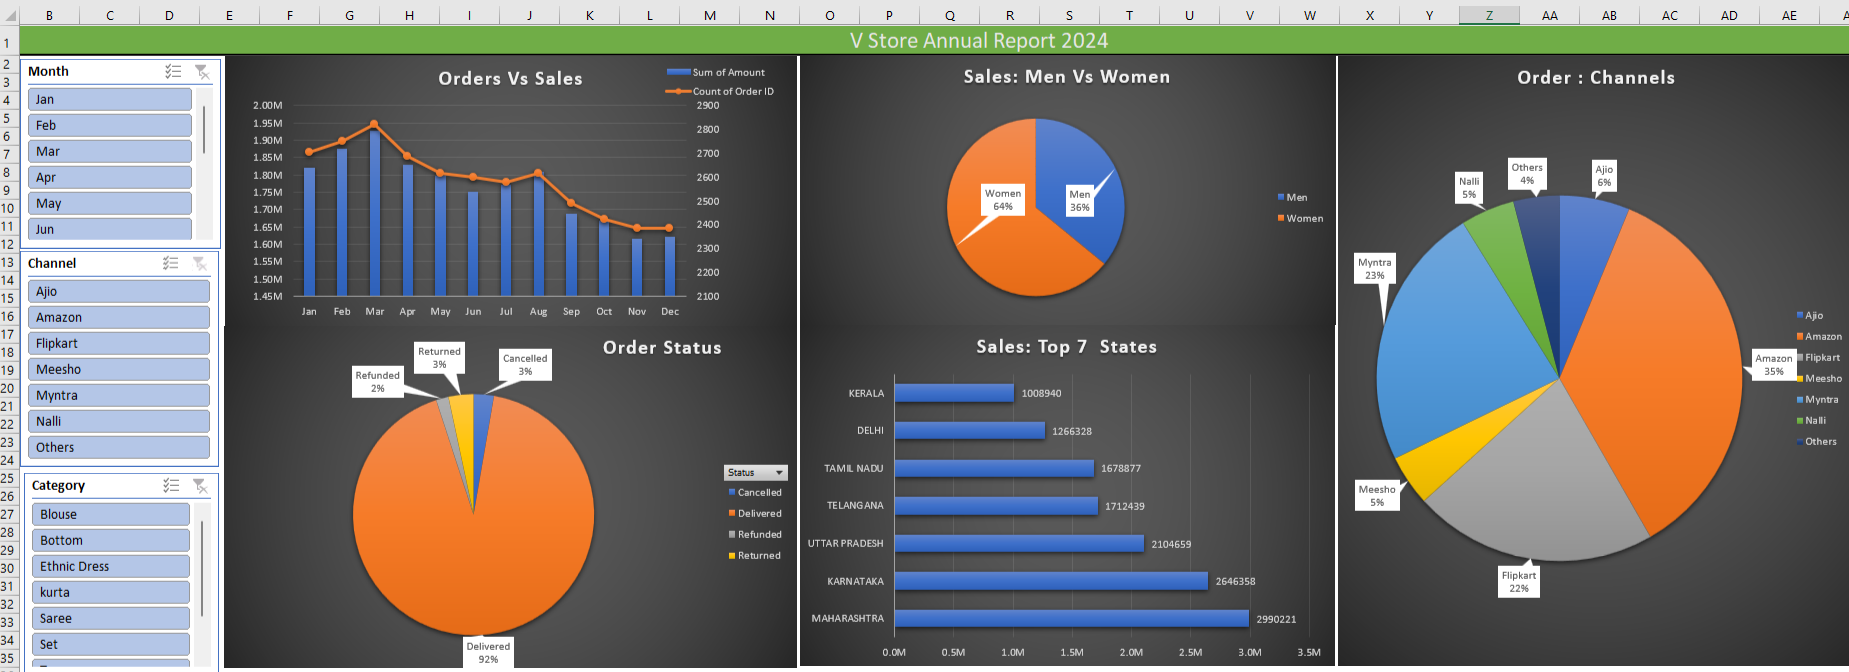 B C D E F G H I J K L M N O P Q R S T U V W X Y Z AA AB AC AD AE
1
2
3
4
5
6
7
8
9
10
11
12
13
14
15
16
17
18
19
20
21
22
23
24
25
26
27
28
29
30
31
32
33
34
35
V Store Annual Report 2024
Month
Jan
Feb
Mar
Apr
May
Jun
Channel
Ajio
Amazon
Flipkart
Meesho
Myntra
Nalli
Others
Category
Blouse
Bottom
Ethnic Dress
kurta
Saree
Set
Orders Vs Sales
Sum of Amount
Count of Order ID
2.00M
1.95M
1.90M
1.85M
1.80M
1.75M
1.70M
1.65M
1.60M
1.55M
1.50M
1.45M
2900
2800
2700
2600
2500
2400
2300
2200
2100
Jan Feb Mar Apr May Jun Jul Aug Sep Oct Nov Dec
Sales: Men Vs Women
Women
64%
Men
36%
Men
Women
Order : Channels
Others
4%
Ajio
6%
Nalli
5%
Myntra
23%
Amazon
35%
Meesho
5%
Flipkart
22%
Ajio
Amazon
Flipkart
Meesho
Myntra
Nalli
Others
Order Status
Returned
3%
Cancelled
3%
Refunded
2%
Delivered
92%
Status
Cancelled
Delivered
Refunded
Returned
Sales: Top 7 States
KERALA 1008940
DELHI 1266328
TAMIL NADU 1678877
TELANGANA 1712439
UTTAR PRADESH 2104659
KARNATAKA 2646358
MAHARASHTRA 2990221
0.0M 0.5M 1.0M 1.5M 2.0M 2.5M 3.0M 3.5M